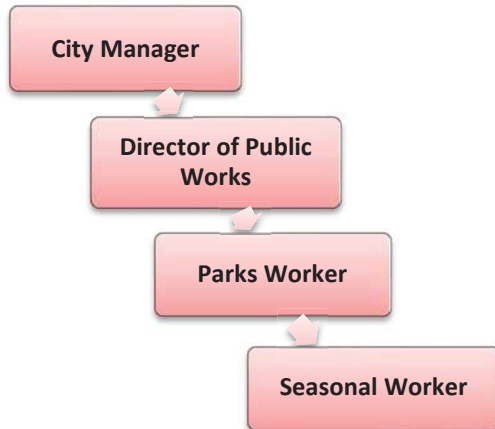 City Manager
Director of Public
Works
Parks Worker
Seasonal Worker